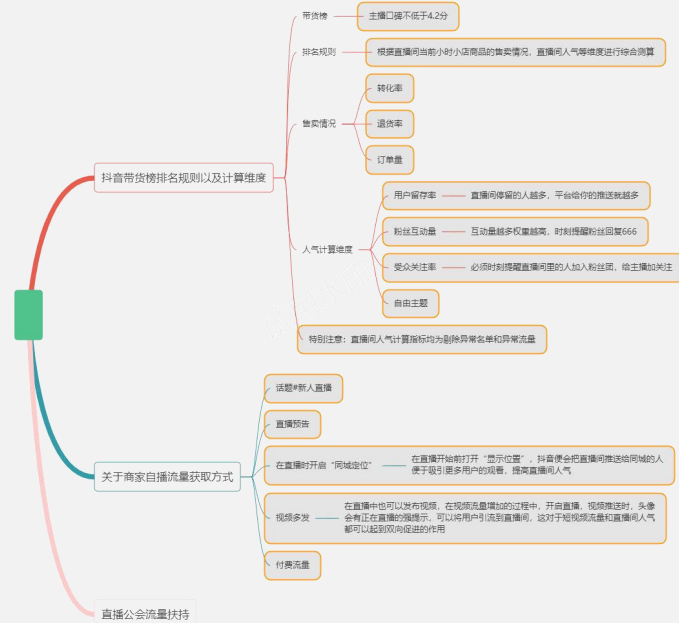 带货榜
主播口碑不低于4.2分
排名规则
根据直播间当前小时小店商品的售卖情况，直播间人气等维度进行综合测算
售卖情况
转化率
退货率
订单量
抖音带货榜排名规则以及计算维度
人气计算维度
用户留存率
直播间停留的人越多，平台给你的推送就越多
粉丝互动量
互动量越多权重越高，时刻提醒粉丝回复666
受众关注率
必须时刻提醒直播间里的人加入粉丝团，给主播加关注
自由主题
特别注意：直播间人气计算指标均为剔除异常名单和异常流量
关于商家自播流量获取方式
话题#新人直播
直播预告
在直播时开启“同城定位”
在直播开始前打开“显示位置”，抖音便会把直播间推送给同城的人
便于吸引更多用户的观看，提高直播间人气
视频多发
在直播中也可以发布视频，在视频流量增加的过程中，开启直播，视频推送时，头像
会有正在直播的强提示，可以将用户引流到直播间，这对于短视频流量和直播间人气
都可以起到双向促进的作用
付费流量
直播公会流量扶持